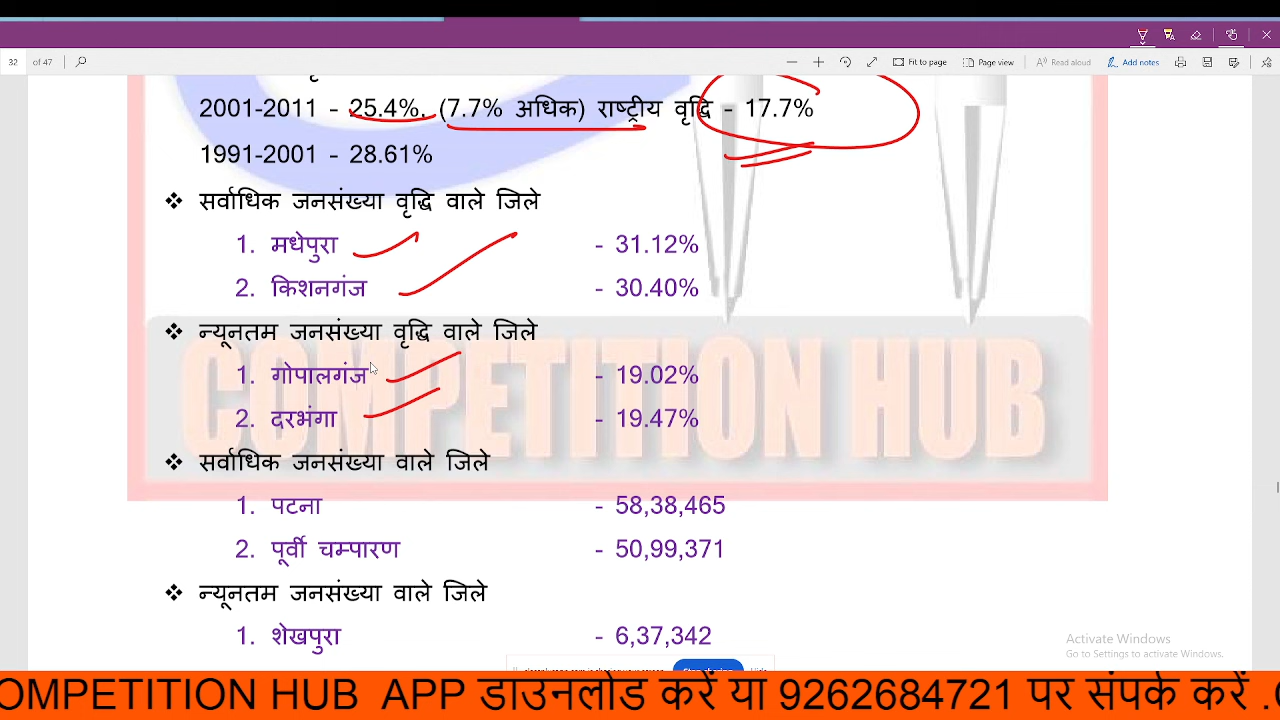 32 of 47 Fit to page Page view Read aloud Add notes
2001-2011 - 25.4%. (7.7% अधिक) राष्ट्रीय वृद्धि - 17.7%
1991-2001 - 28.61%
❖ सर्वाधिक जनसंख्या वृद्धि वाले जिले
1. मधेपुरा - 31.12%
2. किशनगंज - 30.40%
❖ न्यूनतम जनसंख्या वृद्धि वाले जिले
1. गोपालगंज - 19.02%
2. दरभंगा - 19.47%
COMPETITION HUB
❖ सर्वाधिक जनसंख्या वाले जिले
1. पटना - 58,38,465
2. पूर्वी चम्पारण - 50,99,371
❖ न्यूनतम जनसंख्या वाले जिले
1. शेखपुरा - 6,37,342
Activate Windows
Go to Settings to activate Windows.
OMPETITION HUB APP डाउनलोड करें या 9262684721 पर संपर्क करें .